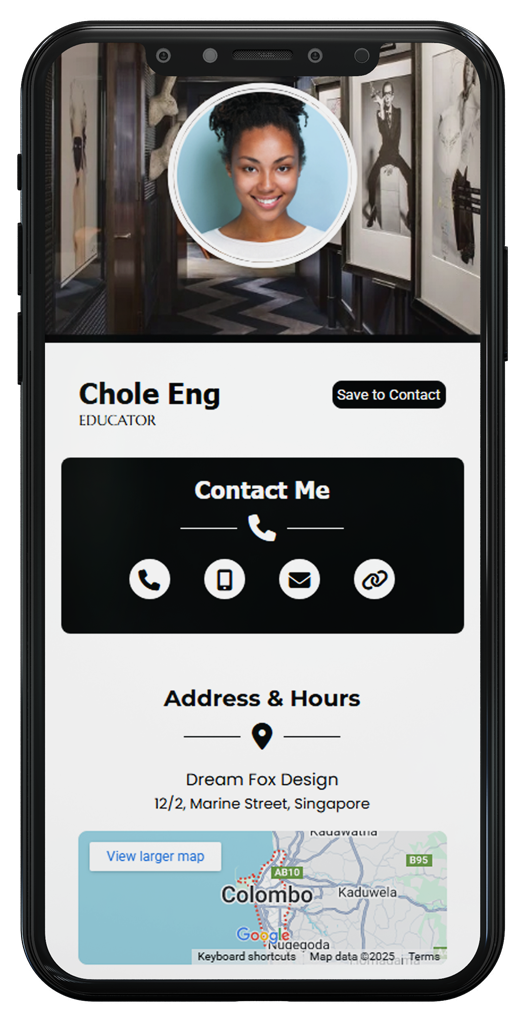 Chole Eng
EDUCATOR
Save to Contact
Contact Me
Address & Hours
Dream Fox Design
12/2, Marine Street, Singapore
View larger map
Kadawatha
B95
AB10
Colombo
Kaduwela
Google
Nugegoda
Keyboard shortcuts
Map data ©2025
Terms
Homagama